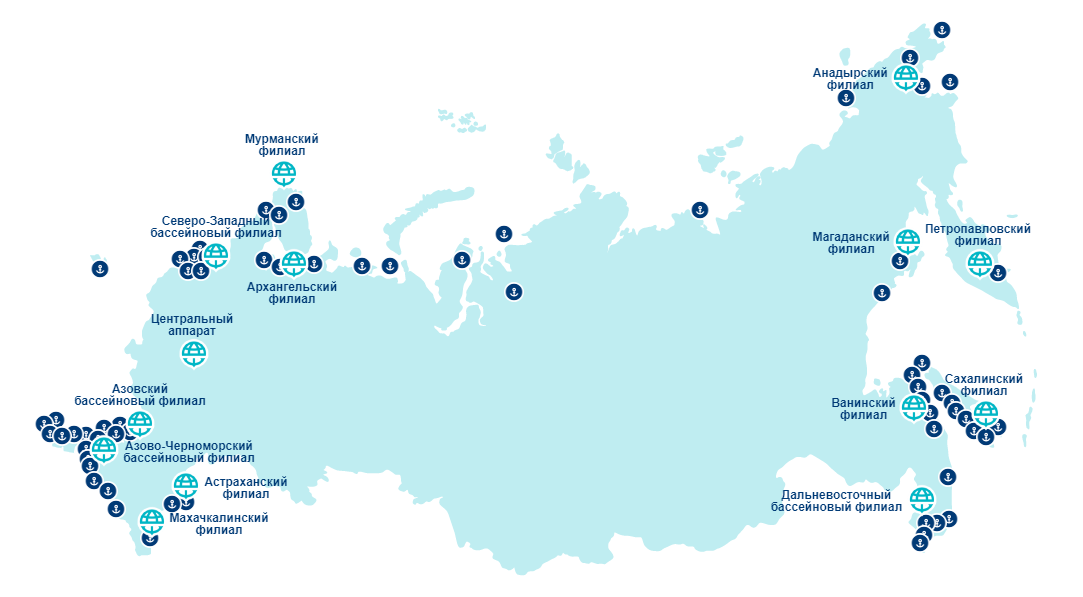 Анадырский
филиал
Мурманский
филиал
Северо-Западный
бассейновый филиал
Магаданский
филиал
Петропавловский
филиал
Архангельский
филиал
Центральный
аппарат
Азовский
бассейновый филиал
Сахалинский
филиал
Ванинский
филиал
Азово-Черноморский
бассейновый филиал
Астраханский
филиал
Дальневосточный
бассейновый филиал
Махачкалинский
филиал